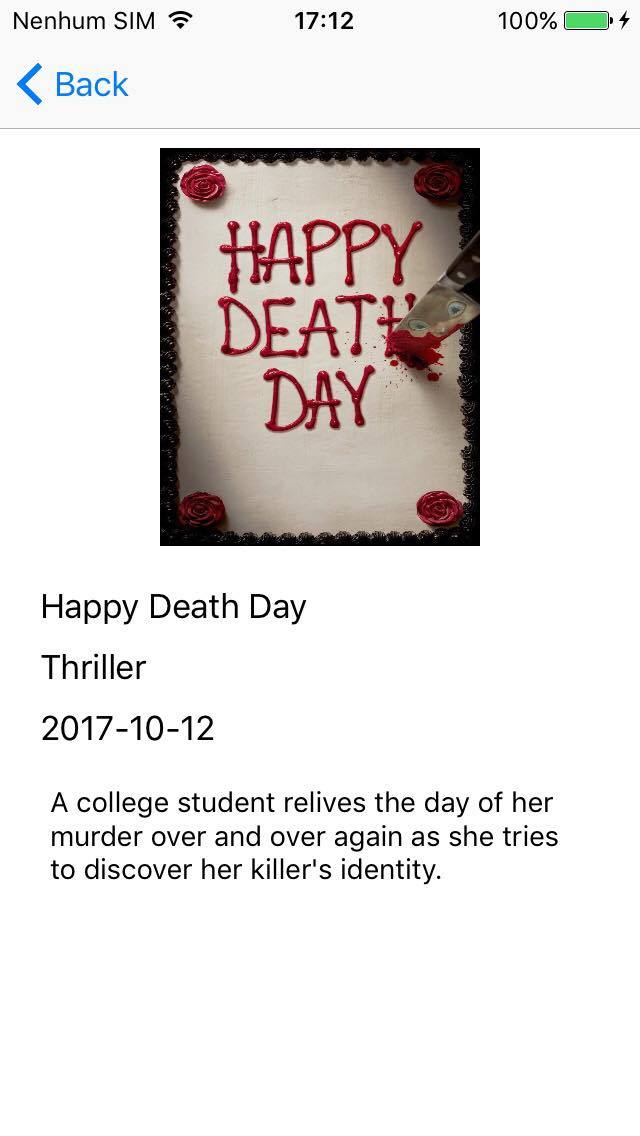 Nenhum SIM 17:12 100%
Back
HAPPY
DEATH
DAY
Happy Death Day
Thriller
2017-10-12
A college student relives the day of her
murder over and over again as she tries
to discover her killer's identity.